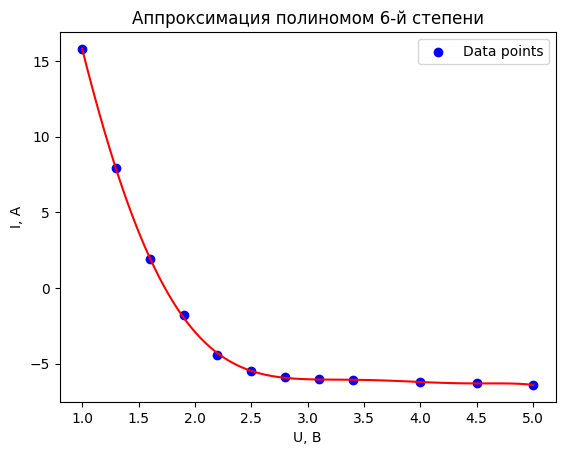 Аппроксимация полиномом 6-й степени
Data points
I, A
15
10
5
0
−5
1.0 1.5 2.0 2.5 3.0 3.5 4.0 4.5 5.0
U, В